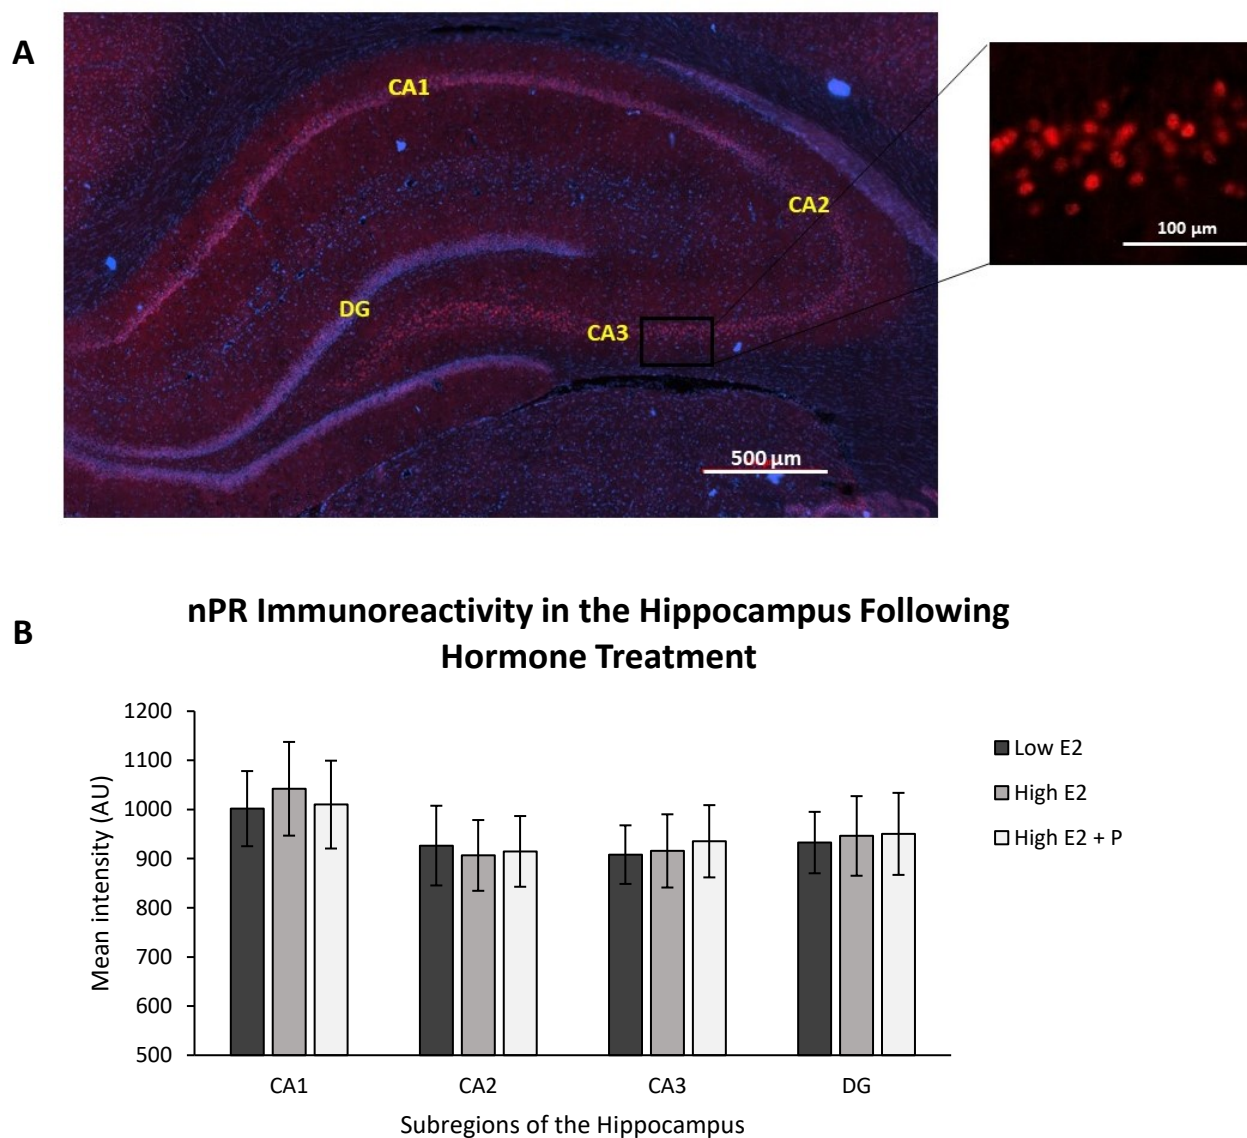 A
CA1
CA2
DG
CA3
500 µm
100 µm
B
nPR Immunoreactivity in the Hippocampus Following
Hormone Treatment
Mean intensity (AU)
1200
1100
1000
900
800
700
600
500
CA1
CA2
CA3
DG
Subregions of the Hippocampus
Low E2
High E2
High E2 + P